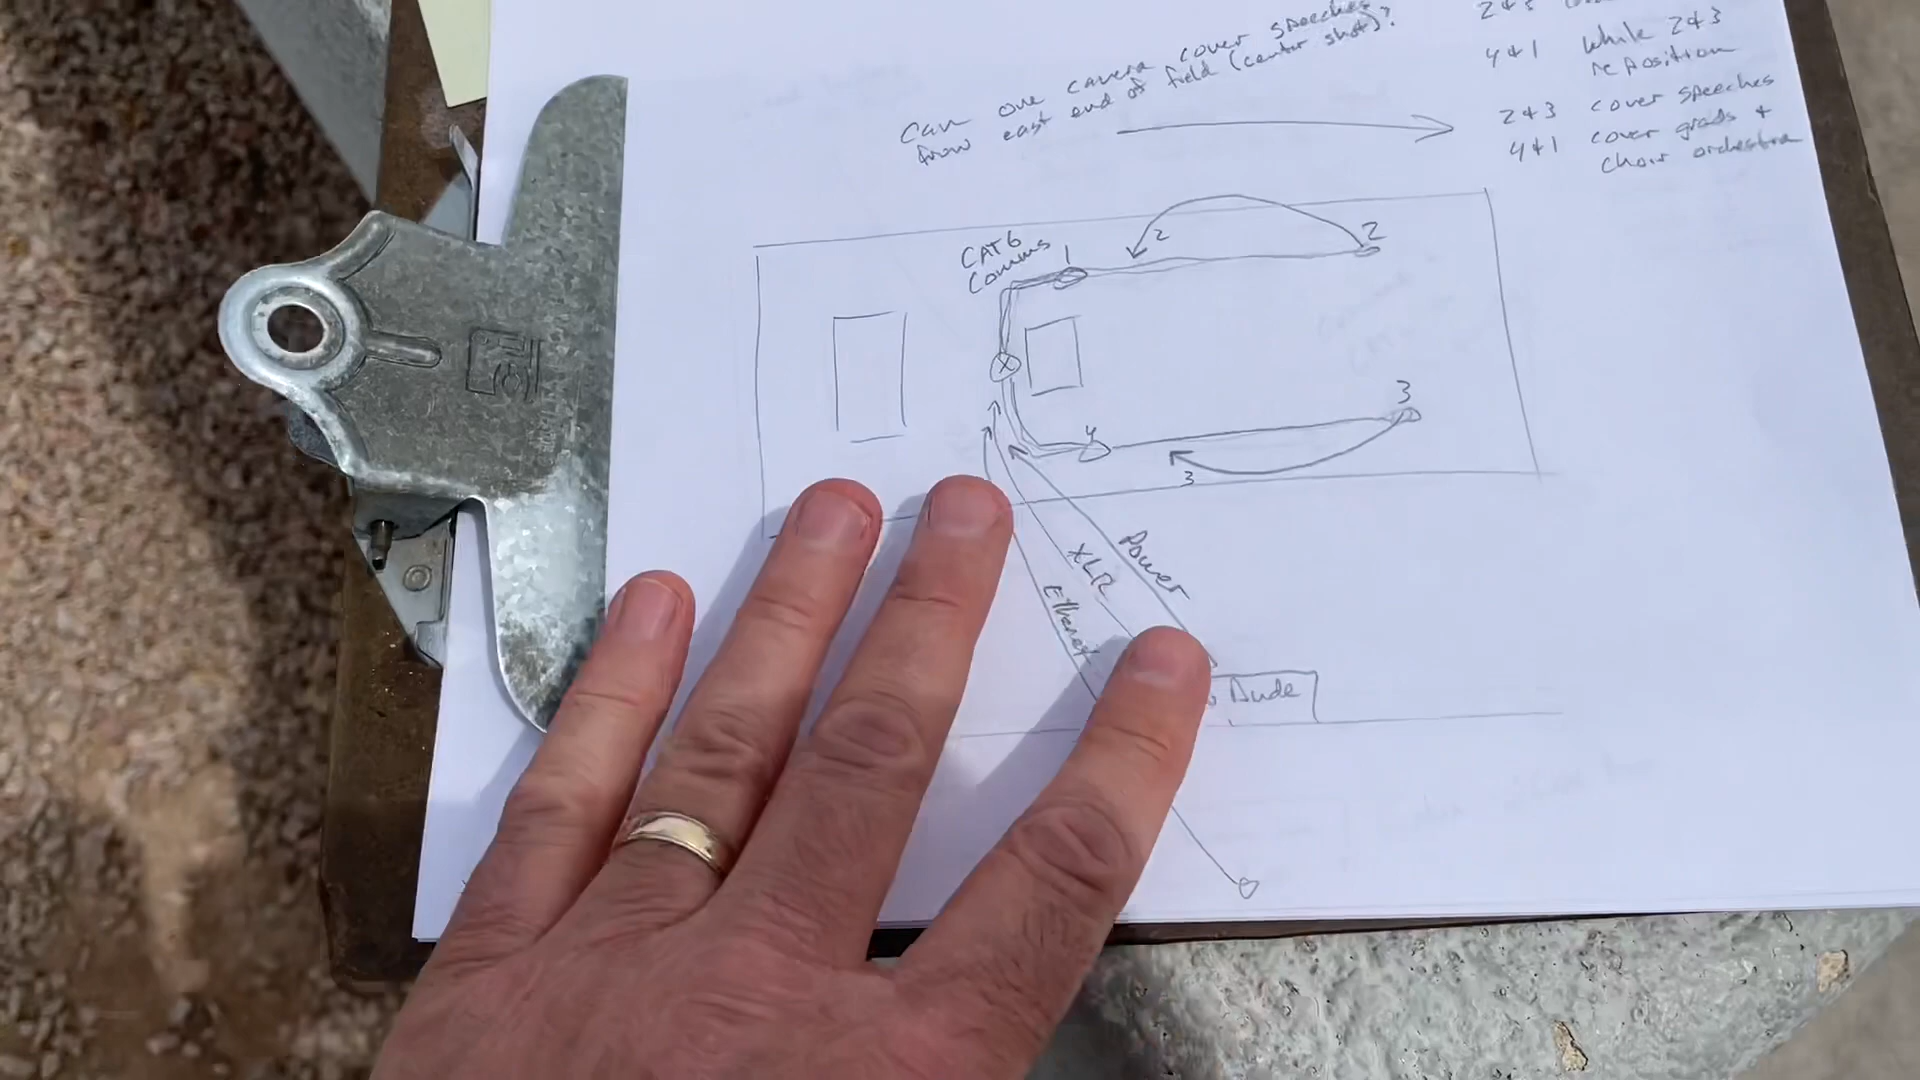 Can one camera cover speeches
from east end of field (center shot)?
2&3
4&1 while 2&3
reposition
2&3 cover speeches
4&1 cover grads +
choir orchestra
CAT6
Comms
1
2
2
X
3
4
3
Power
XLR
Ethernet
Dude